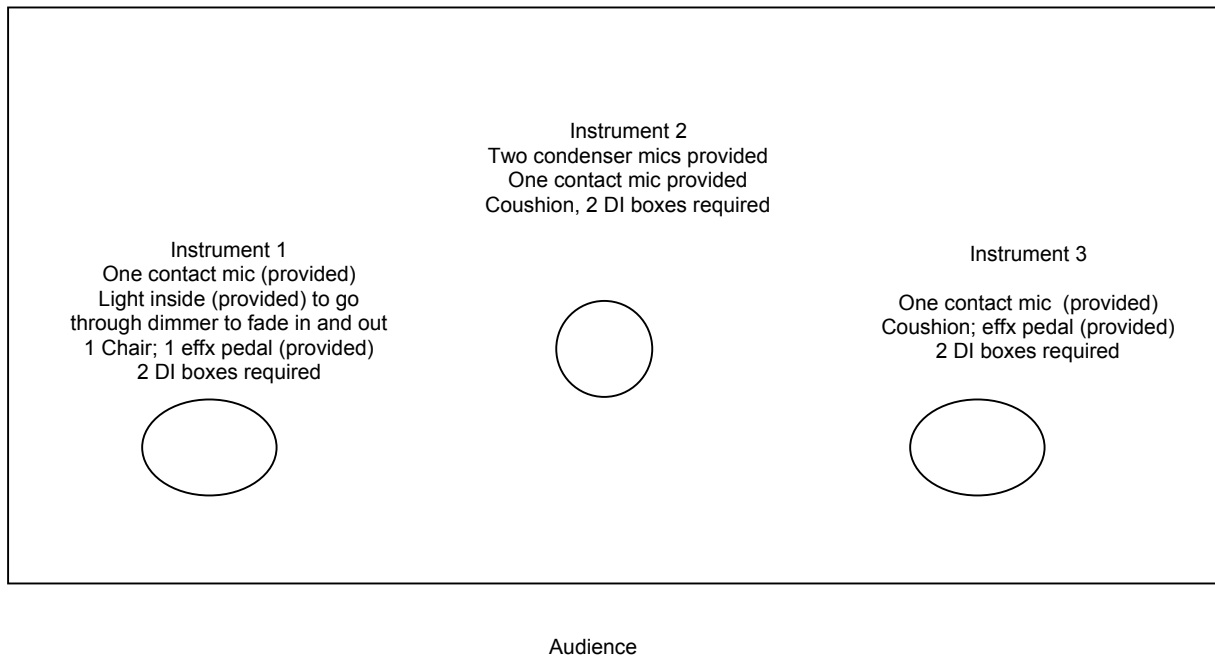 Instrument 2
Two condenser mics provided
One contact mic provided
Coushion, 2 DI boxes required
Instrument 1
One contact mic (provided)
Light inside (provided) to go
through dimmer to fade in and out
1 Chair; 1 effx pedal (provided)
2 DI boxes required
Instrument 3
One contact mic (provided)
Coushion; effx pedal (provided)
2 DI boxes required
Audience